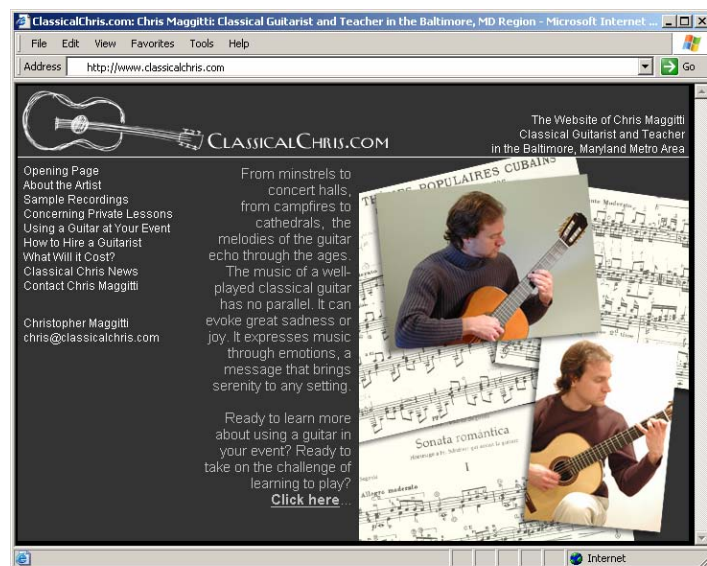 ClassicalChris.com: Chris Maggitti: Classical Guitarist and Teacher in the Baltimore, MD Region - Microsoft Internet ...
File Edit View Favorites Tools Help
Address http://www.classicalchris.com Go
CLASSICALCHRIS.COM
The Website of Chris Maggitti
Classical Guitarist and Teacher
in the Baltimore, Maryland Metro Area
Opening Page
About the Artist
Sample Recordings
Concerning Private Lessons
Using a Guitar at Your Event
How to Hire a Guitarist
What Will it Cost?
Classical Chris News
Contact Chris Maggitti
Christopher Maggitti
chris@classicalchris.com
From minstrels to
concert halls,
from campfires to
cathedrals, the
melodies of the guitar
echo through the ages.
The music of a well-
played classical guitar
has no parallel. It can
evoke great sadness or
joy. It expresses music
through emotions, a
message that brings
serenity to any setting.
Ready to learn more
about using a guitar in
your event? Ready to
take on the challenge of
learning to play?
Click here...
POPULAIRES CUBAINS
Sonata romántica
I
Allegro moderato
Internet